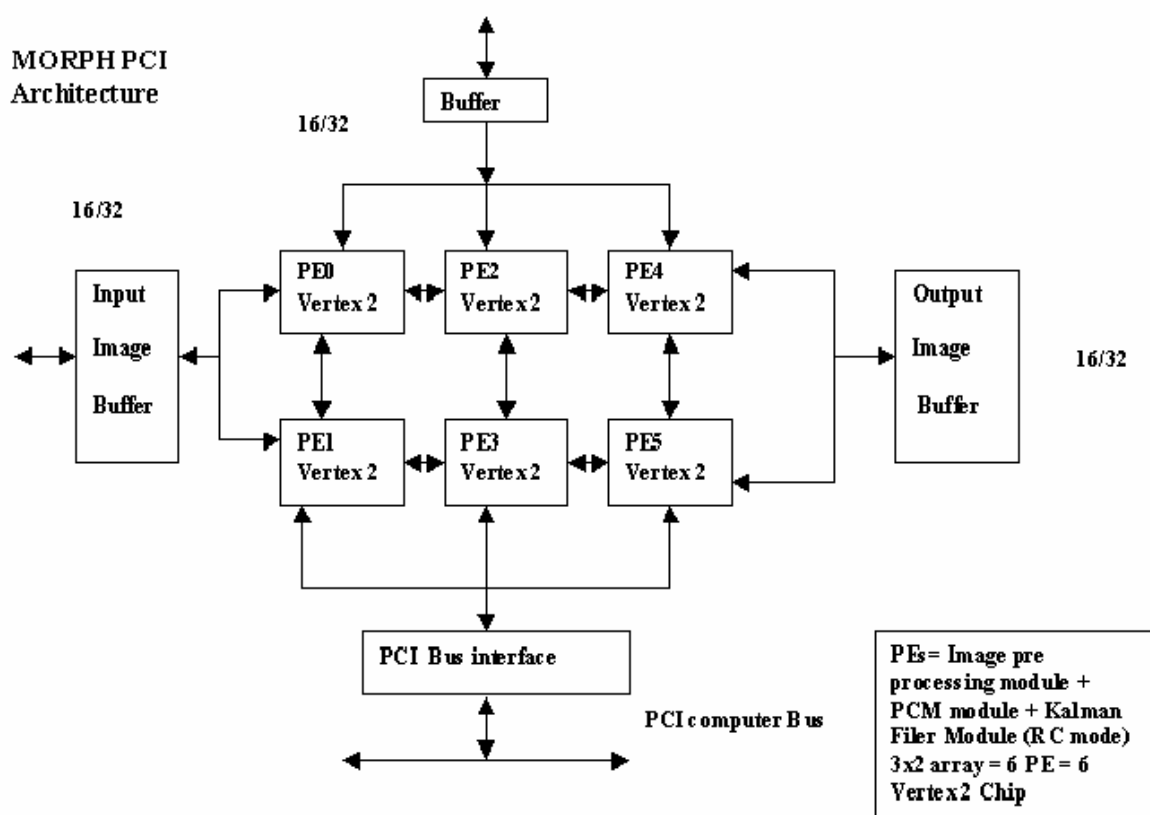 MORPH PCI
Architecture
Buffer
16/32
16/32
Input
Image
Buffer
PE0
Vertex 2
PE2
Vertex 2
PE4
Vertex 2
Output
Image
Buffer
16/32
PE1
Vertex 2
PE3
Vertex 2
PE5
Vertex 2
PCI Bus interface
PCI computer Bus
PEs= Image pre
processing module +
PCM module + Kalman
Filer Module (RC mode)
3x2 array = 6 PE = 6
Vertex 2 Chip